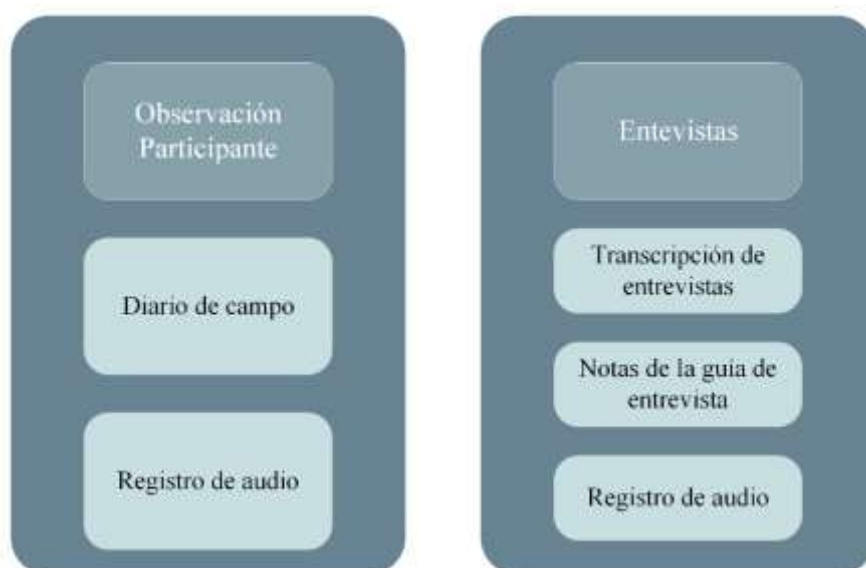 Observación
Participante
Diario de campo
Registro de audio
Entevistas
Transcripción de
entrevistas
Notas de la guía de
entrevista
Registro de audio